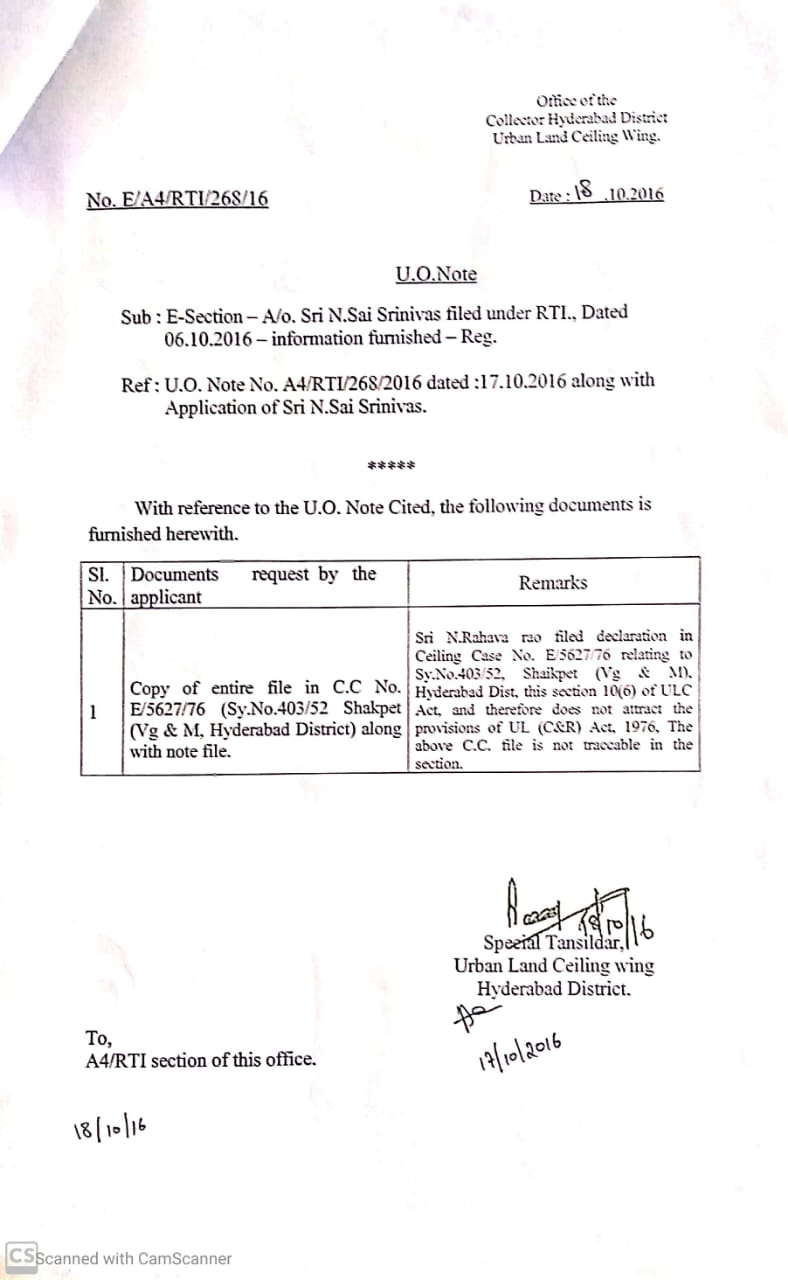 Office of the
Collector Hyderabad District
Urban Land Ceiling Wing.
No. E/A4/RTI/268/16
Date : 18 .10.2016
U.O.Note
Sub : E-Section – A/o. Sri N.Sai Srinivas filed under RTI., Dated
06.10.2016 – information furnished – Reg.
Ref : U.O. Note No. A4/RTI/268/2016 dated :17.10.2016 along with
Application of Sri N.Sai Srinivas.
*****
With reference to the U.O. Note Cited, the following documents is
furnished herewith.
Sl. No.
Documents request by the
applicant
Remarks
1
Copy of entire file in C.C No.
E/5627/76 (Sy.No.403/52 Shakpet
(Vg & M, Hyderabad District) along
with note file.
Sri N.Rahava rao filed declaration in
Ceiling Case No. E/5627/76 relating to
Sy.No.403/52, Shaikpet (Vg & M),
Hyderabad Dist, this section 10(6) of ULC
Act, and therefore does not attract the
provisions of UL (C&R) Act, 1976. The
above C.C. file is not traccable in the
section.
18/10/16
Special Tansildar,
Urban Land Ceiling wing
Hyderabad District.
17/10/2016
To,
A4/RTI section of this office.
18/10/16
CS Scanned with CamScanner